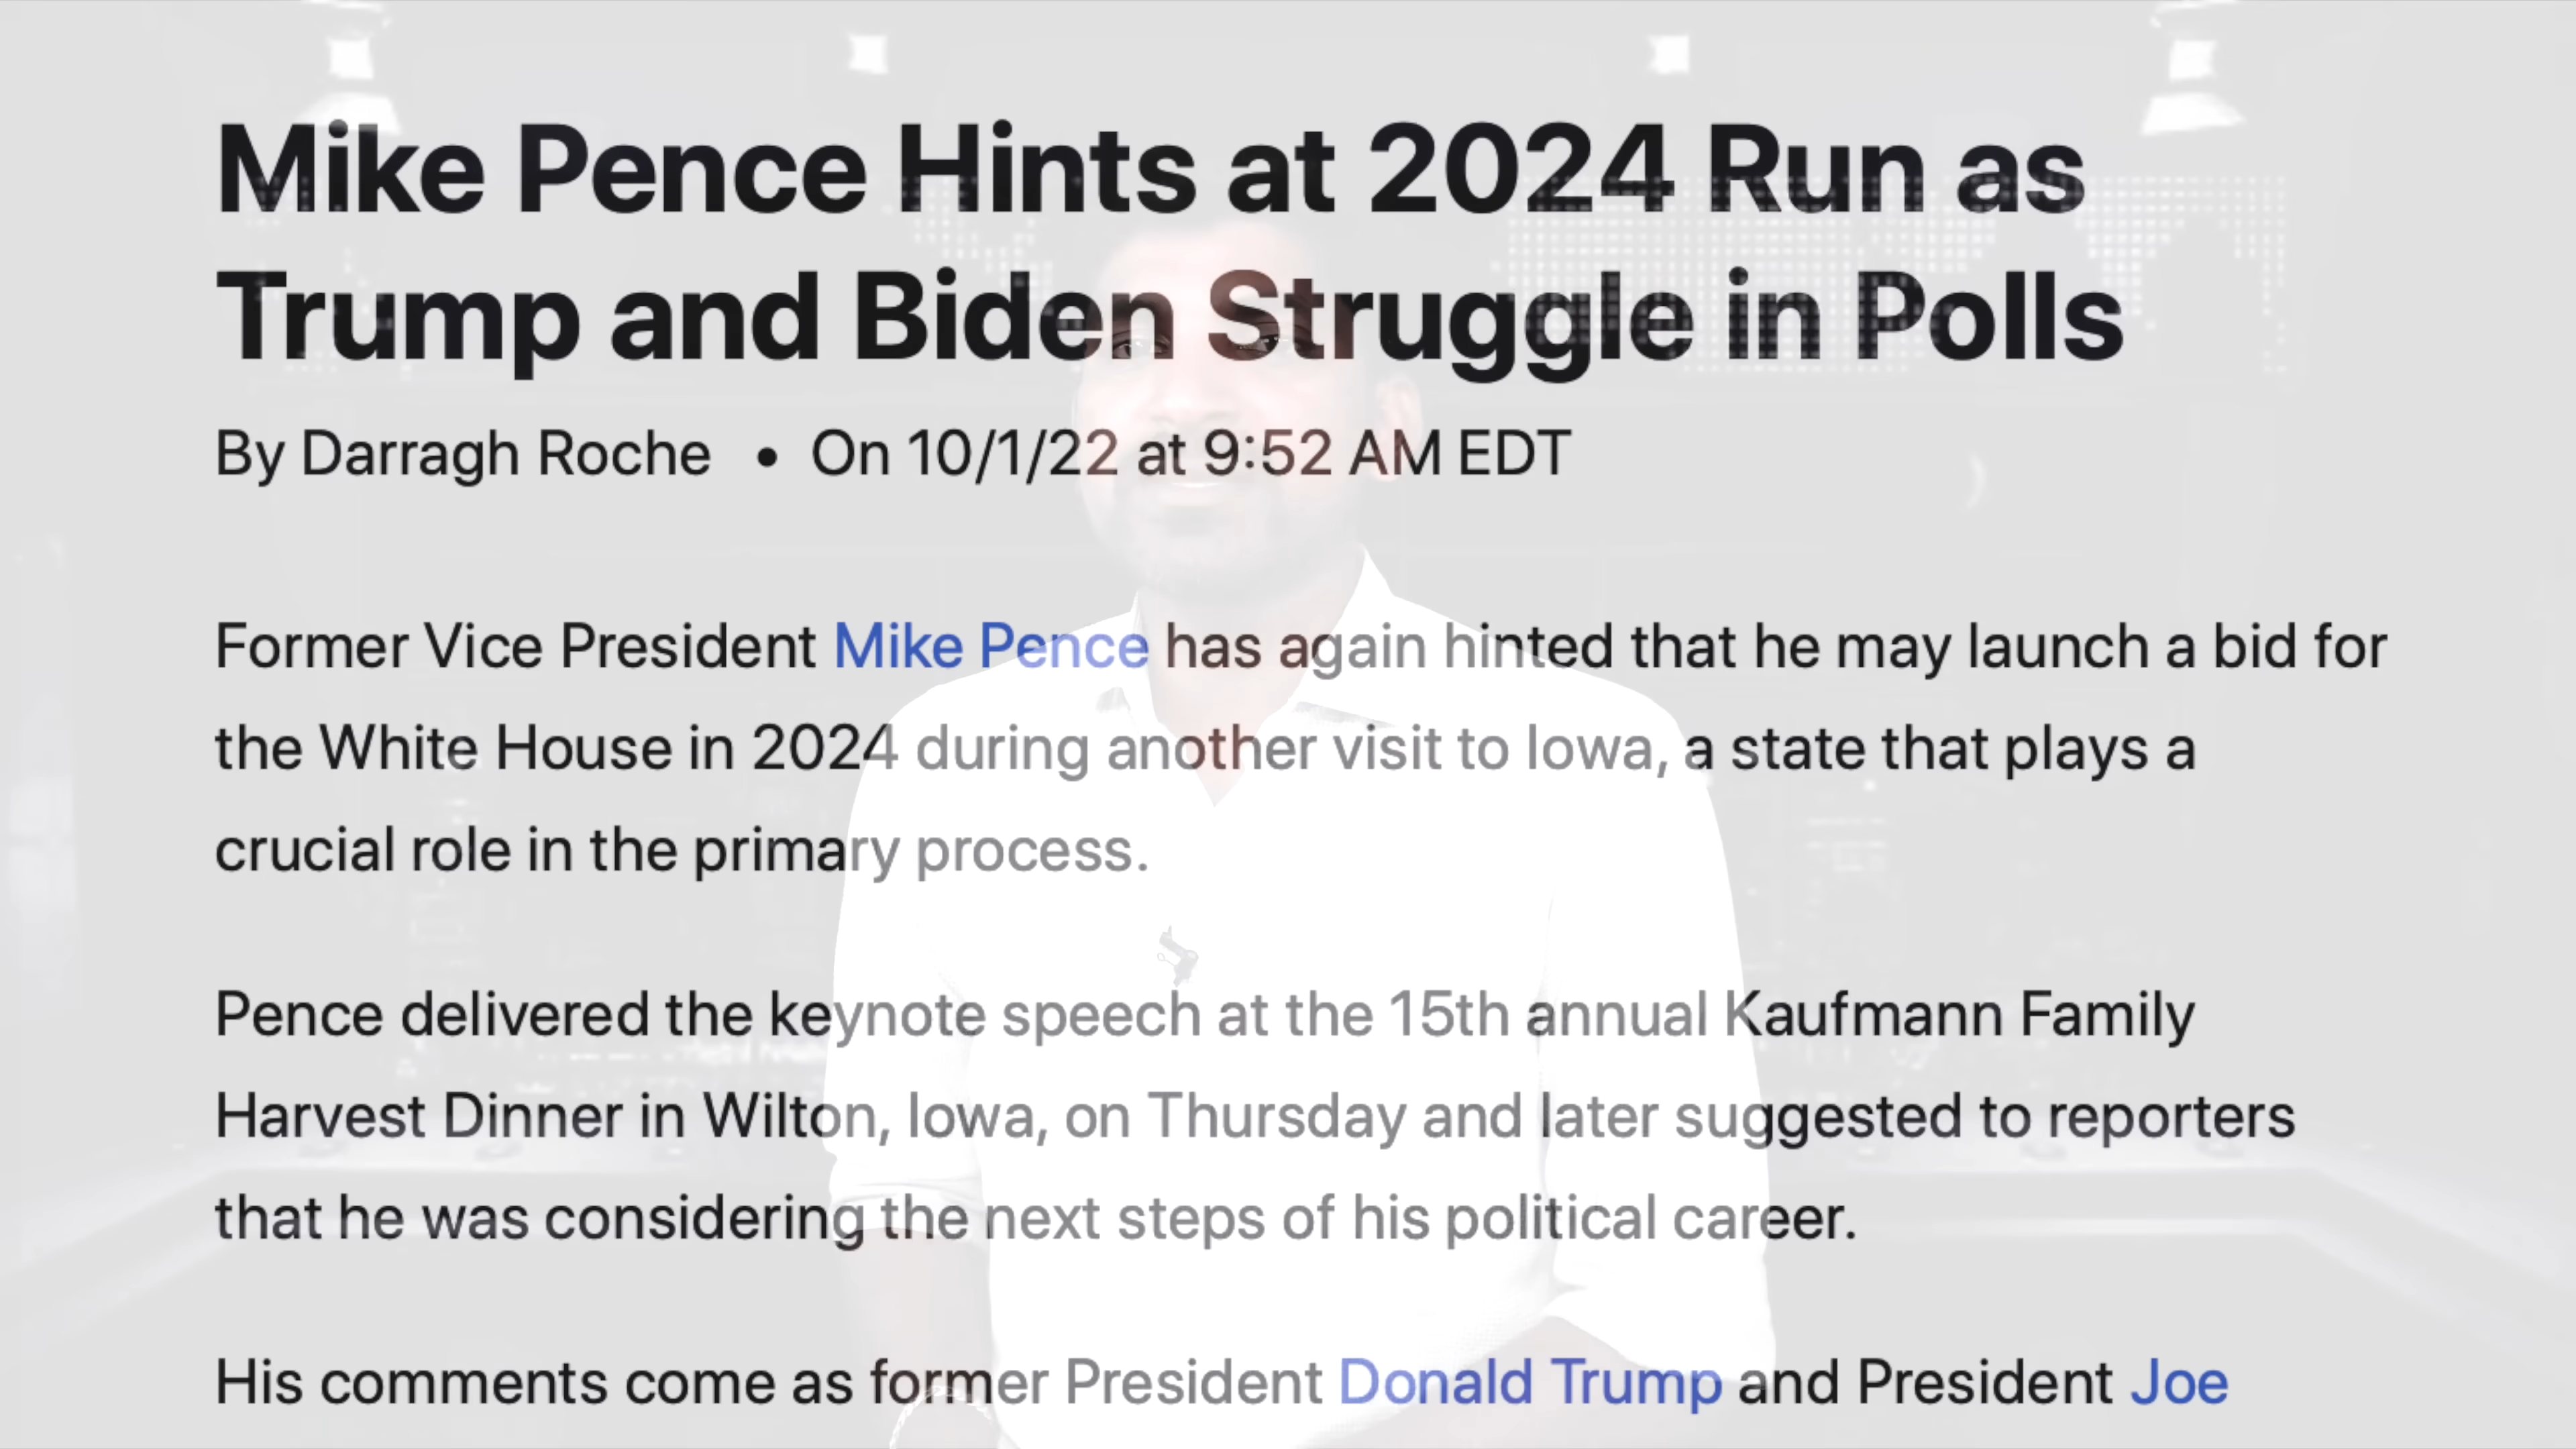 Mike Pence Hints at 2024 Run as
Trump and Biden Struggle in Polls
By Darragh Roche • On 10/1/22 at 9:52 AM EDT
Former Vice President Mike Pence has again hinted that he may launch a bid for
the White House in 2024 during another visit to Iowa, a state that plays a
crucial role in the primary process.
Pence delivered the keynote speech at the 15th annual Kaufmann Family
Harvest Dinner in Wilton, Iowa, on Thursday and later suggested to reporters
that he was considering the next steps of his political career.
His comments come as former President Donald Trump and President Joe